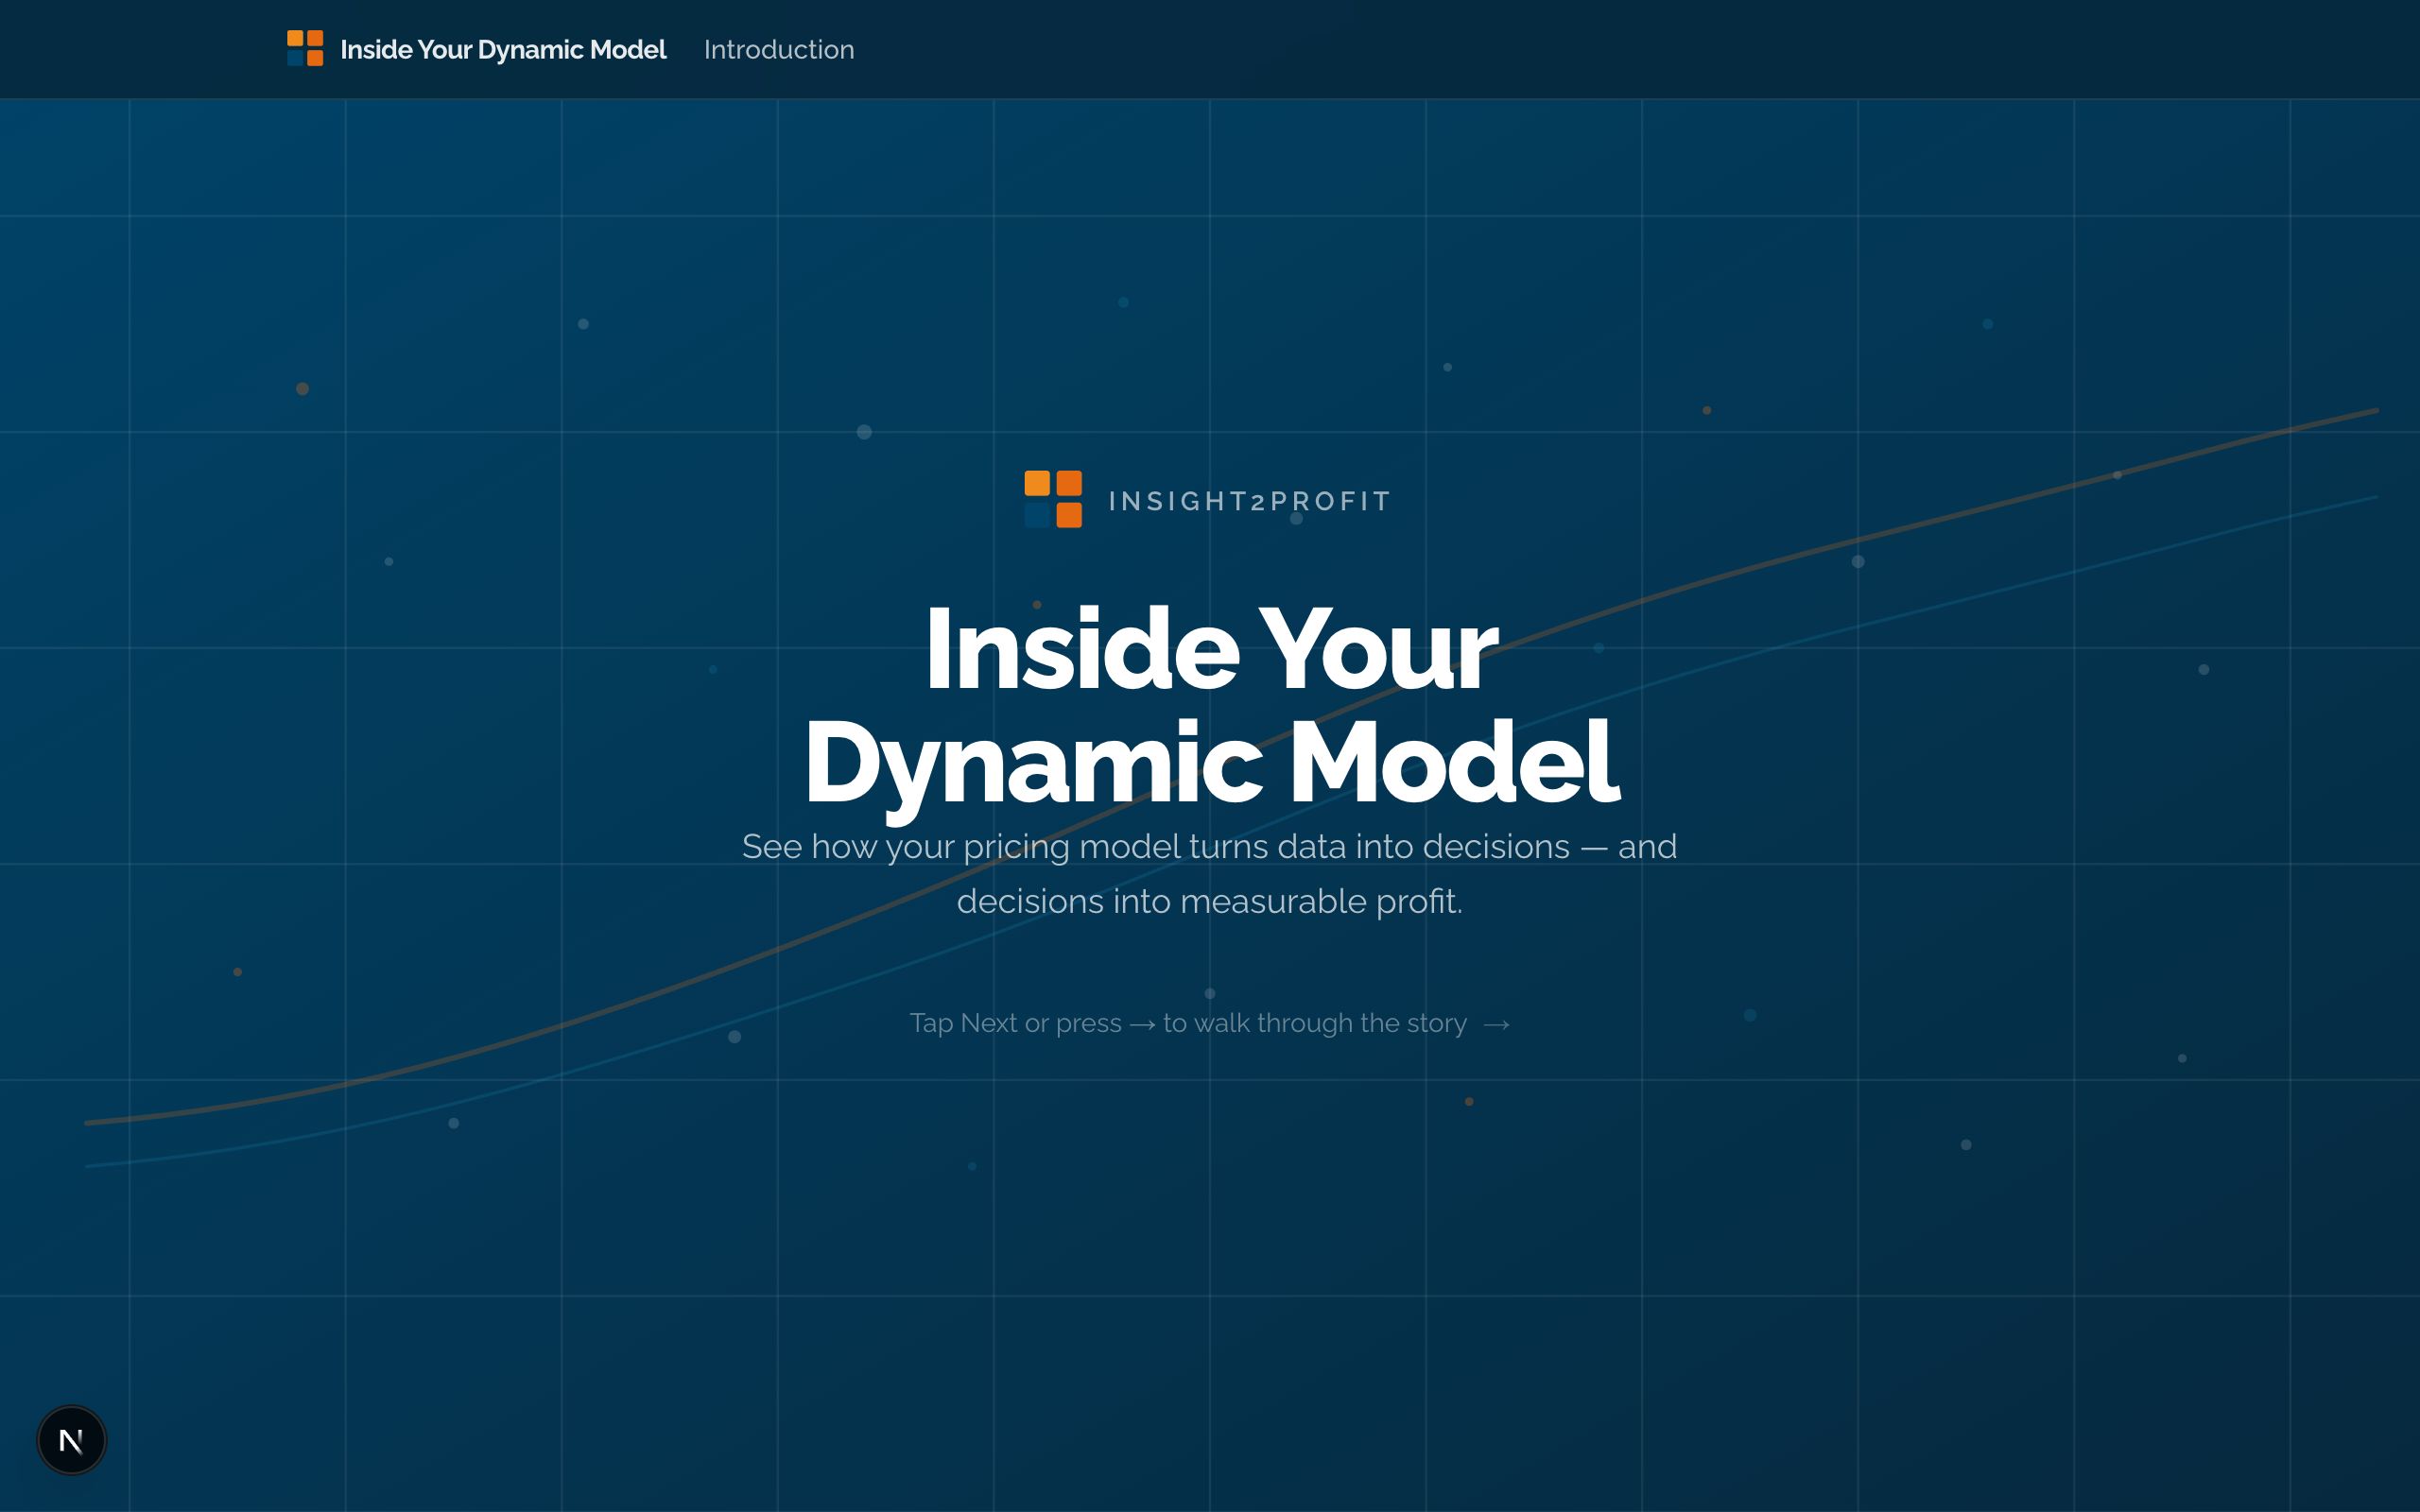 Inside Your Dynamic Model Introduction
INSIGHT2PROFIT
Inside Your
Dynamic Model
See how your pricing model turns data into decisions — and
decisions into measurable profit.
Tap Next or press → to walk through the story →
N